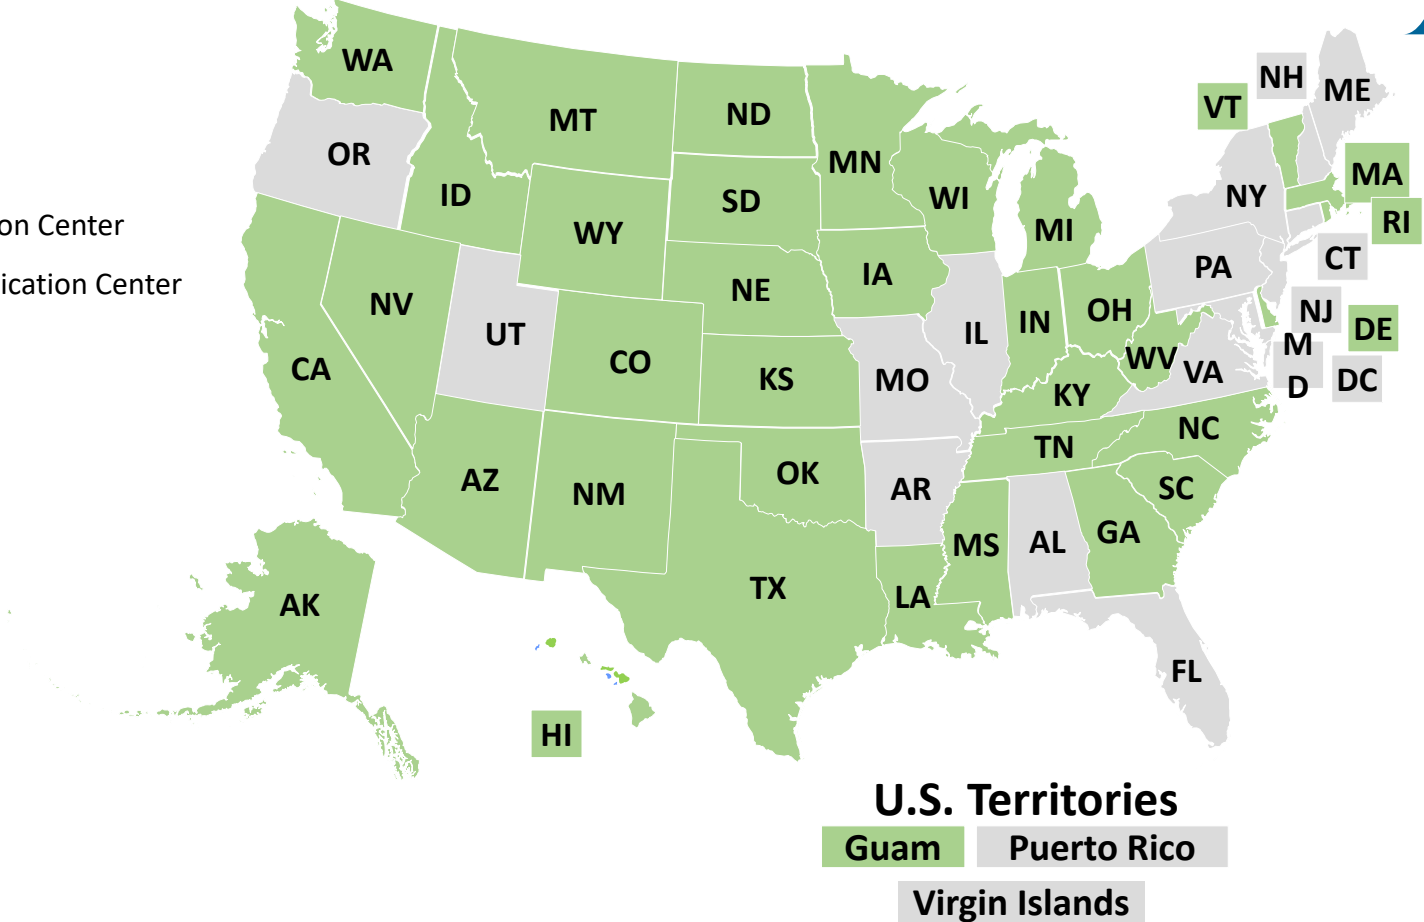 NH
ME
WA
VT
MT
ND
OR
MN
MA
ID
SD
WI
NY
RI
on Center
WY
MI
CT
PA
ication Center
IA
NE
NV
OH
NJ
IN
DE
UT
IL
M
D
CO
WV
VA
CA
KS
MO
DC
KY
NC
TN
OK
AZ
AR
SC
NM
GA
MS
AL
TX
LA
AK
FL
HI
U.S. Territories
Guam
Puerto Rico
Virgin Islands